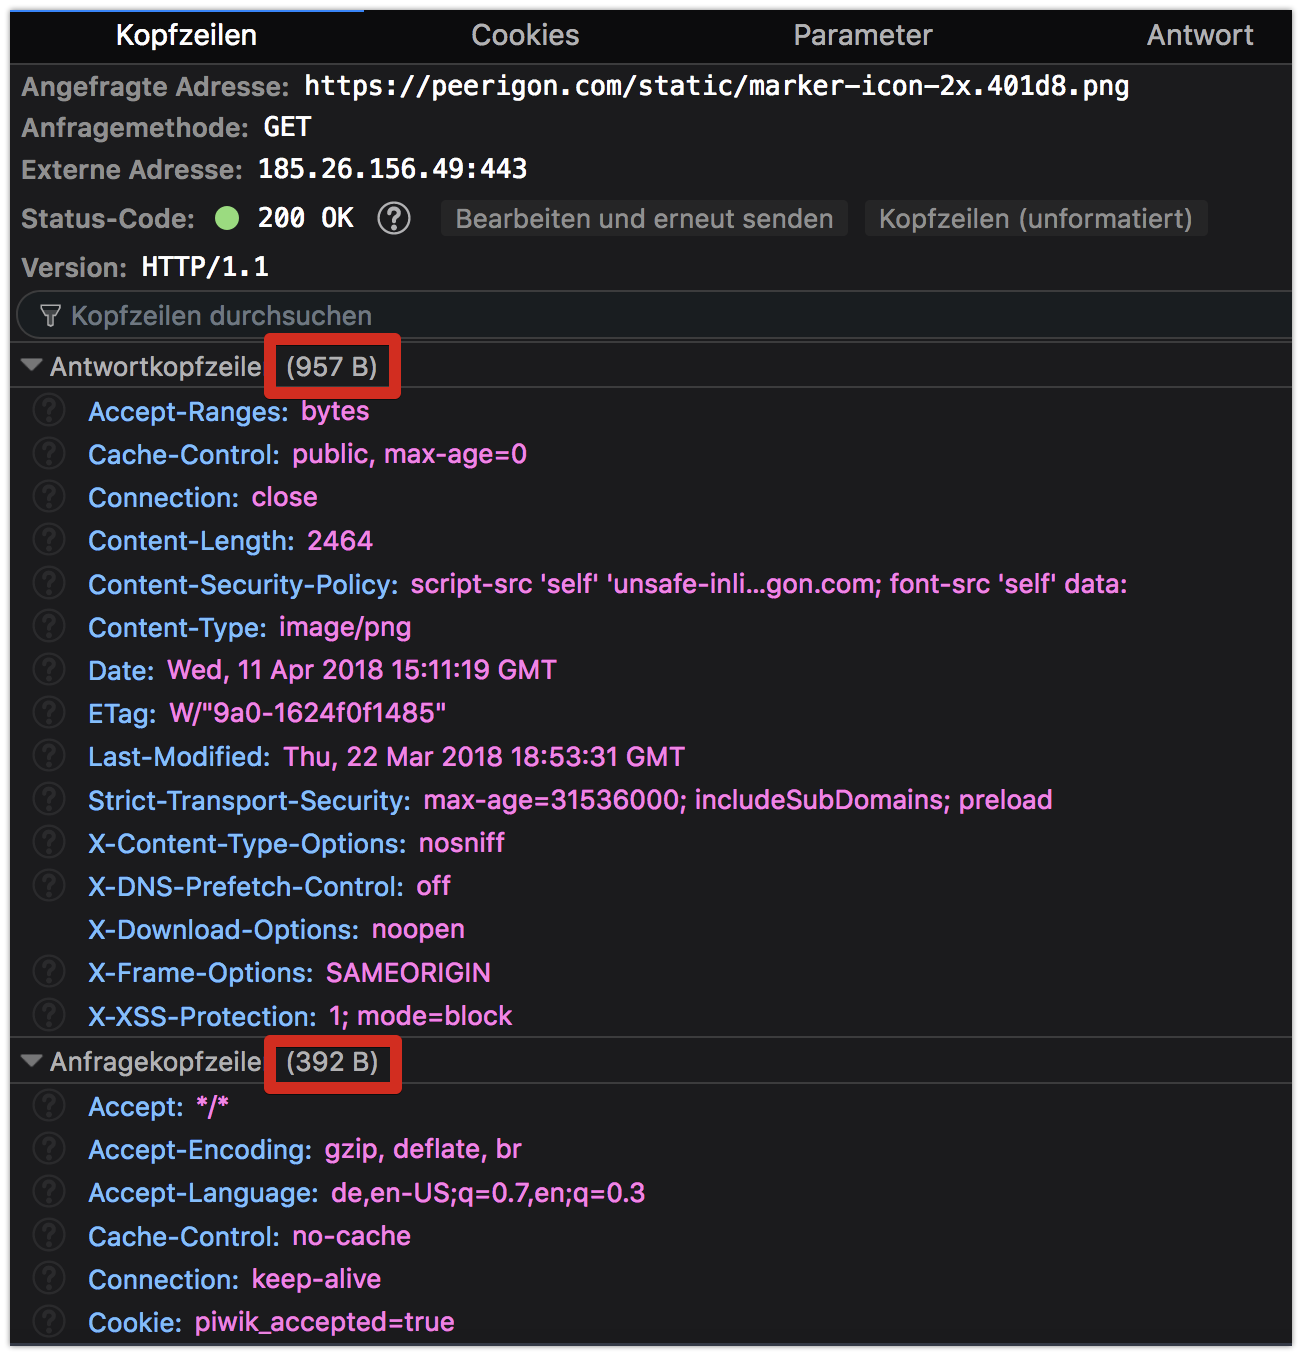 Kopfzeilen Cookies Parameter Antwort
Angefragte Adresse: https://peerigon.com/static/marker-icon-2x.401d8.png
Anfragemethode: GET
Externe Adresse: 185.26.156.49:443
Status-Code: 200 OK ? Bearbeiten und erneut senden Kopfzeilen (unformatiert)
Version: HTTP/1.1
Kopfzeilen durchsuchen
Antwortkopfzeile (957 B)
? Accept-Ranges: bytes
? Cache-Control: public, max-age=0
? Connection: close
? Content-Length: 2464
? Content-Security-Policy: script-src 'self' 'unsafe-inli...gon.com; font-src 'self' data:
? Content-Type: image/png
? Date: Wed, 11 Apr 2018 15:11:19 GMT
? ETag: W/"9a0-1624f0f1485"
? Last-Modified: Thu, 22 Mar 2018 18:53:31 GMT
? Strict-Transport-Security: max-age=31536000; includeSubDomains; preload
? X-Content-Type-Options: nosniff
? X-DNS-Prefetch-Control: off
X-Download-Options: noopen
? X-Frame-Options: SAMEORIGIN
? X-XSS-Protection: 1; mode=block
Anfragekopfzeile (392 B)
? Accept: */*
? Accept-Encoding: gzip, deflate, br
? Accept-Language: de,en-US;q=0.7,en;q=0.3
? Cache-Control: no-cache
? Connection: keep-alive
? Cookie: piwik_accepted=true